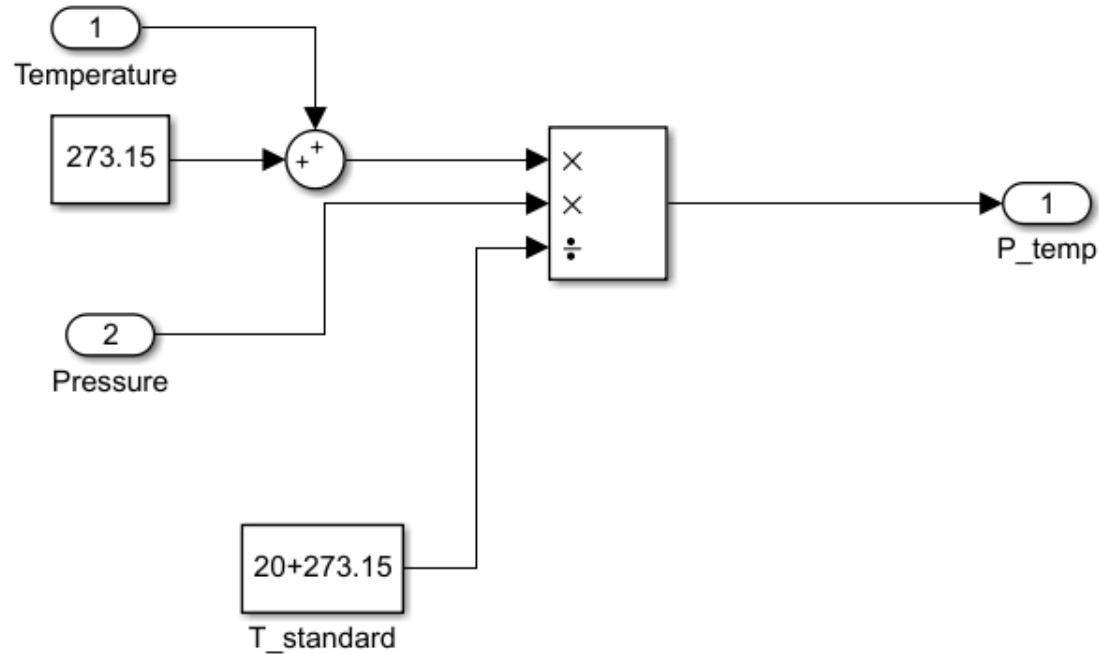 1
Temperature
273.15
+
+
×
×
÷
1
P_temp
2
Pressure
20+273.15
T_standard